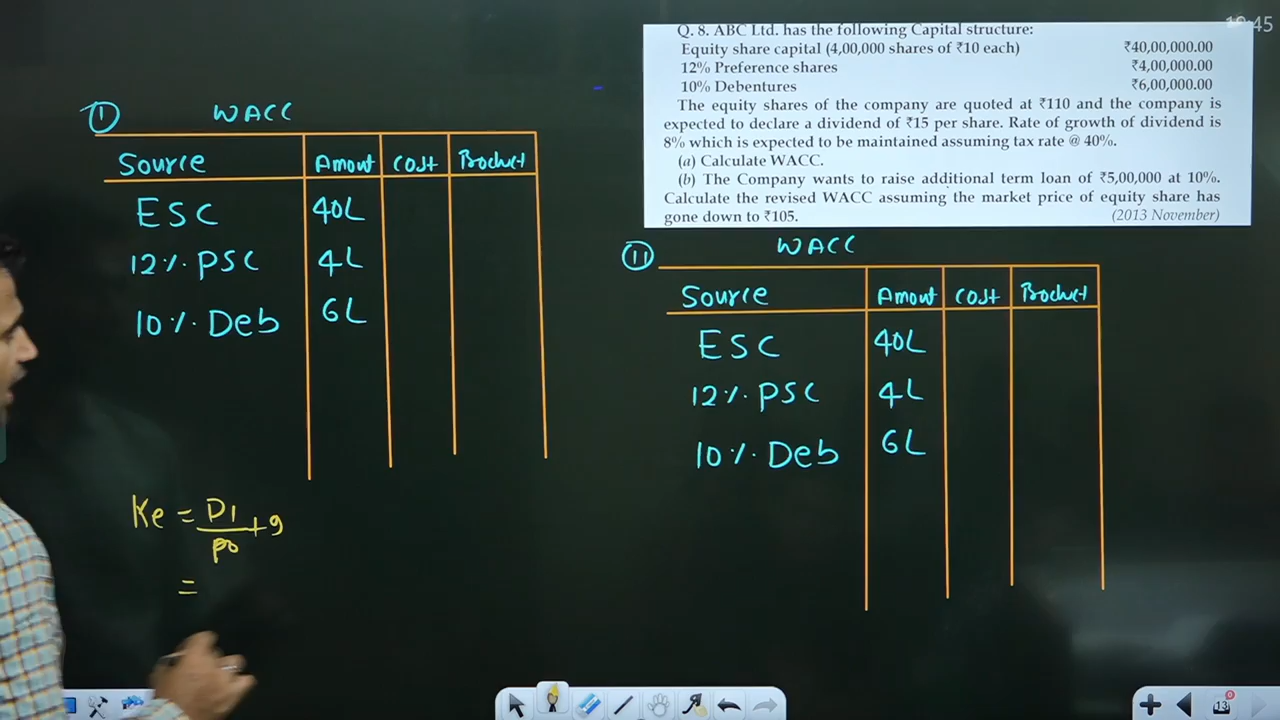 19:45
Q. 8. ABC Ltd. has the following Capital structure:
Equity share capital (4,00,000 shares of ₹10 each) ₹40,00,000.00
12% Preference shares ₹4,00,000.00
10% Debentures ₹6,00,000.00
The equity shares of the company are quoted at ₹110 and the company is
expected to declare a dividend of ₹15 per share. Rate of growth of dividend is
8% which is expected to be maintained assuming tax rate @ 40%.
(a) Calculate WACC.
(b) The Company wants to raise additional term loan of ₹5,00,000 at 10%.
Calculate the revised WACC assuming the market price of equity share has
gone down to ₹105. (2013 November)
I WACC
Source Amout Cost Product
ESC 40L
12% PSC 4L
10% Deb 6L
Ke = D1
P0
+g
=
II WACC
Source Amout Cost Product
ESC 40L
12% PSC 4L
10% Deb 6L
13
0